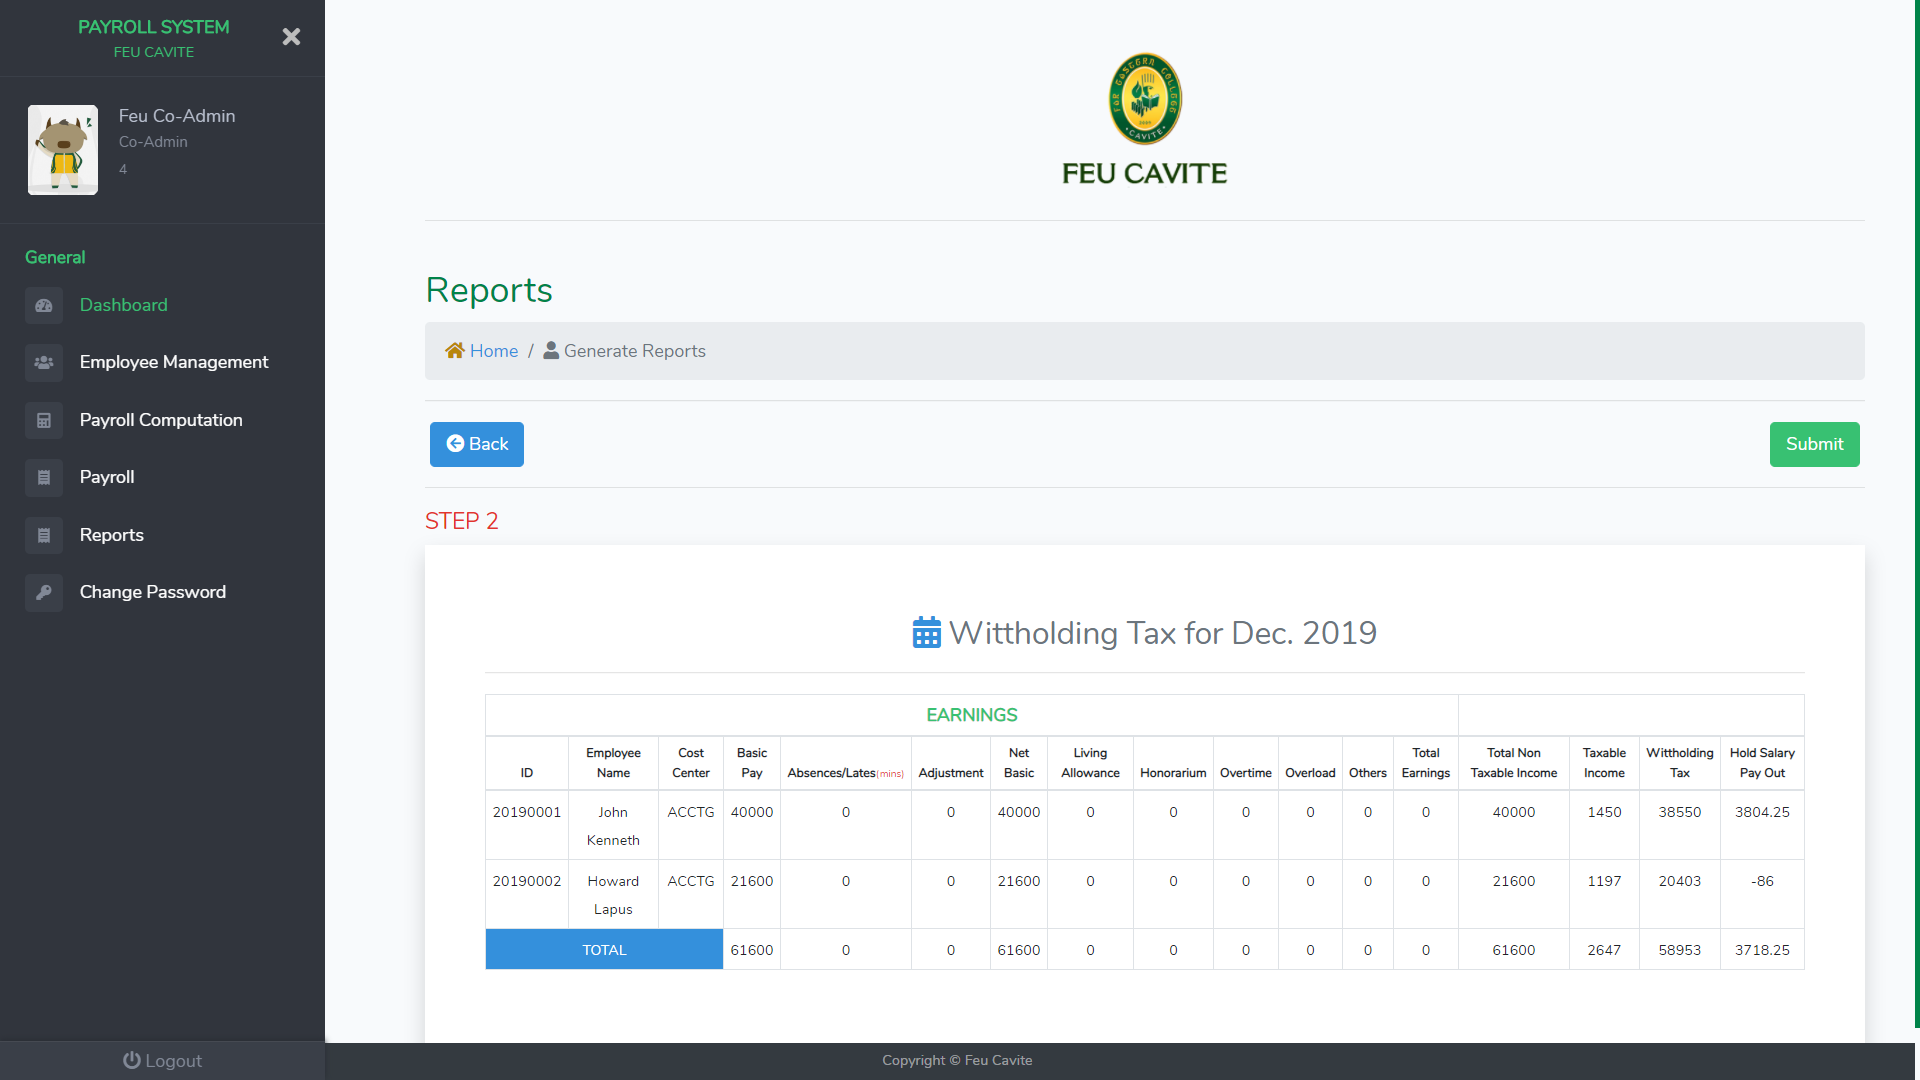 PAYROLL SYSTEM
FEU CAVITE
Feu Co-Admin
Co-Admin
4
General
Dashboard
Employee Management
Payroll Computation
Payroll
Reports
Change Password
Logout
FAR EASTERN COLLEGE
CAVITE
FEU CAVITE
Reports
Home / Generate Reports
Back
Submit
STEP 2
Wittholding Tax for Dec. 2019
EARNINGS
ID Employee Name Cost Center Basic Pay Absences/Lates(mins) Adjustment Net Basic Living Allowance Honorarium Overtime Overload Others Total Earnings Total Non Taxable Income Taxable Income Wittholding Tax Hold Salary Pay Out
20190001 John Kenneth ACCTG 40000 0 0 40000 0 0 0 0 0 0 40000 1450 38550 3804.25
20190002 Howard Lapus ACCTG 21600 0 0 21600 0 0 0 0 0 0 21600 1197 20403 -86
TOTAL 61600 0 0 61600 0 0 0 0 0 0 61600 2647 58953 3718.25
Copyright © Feu Cavite